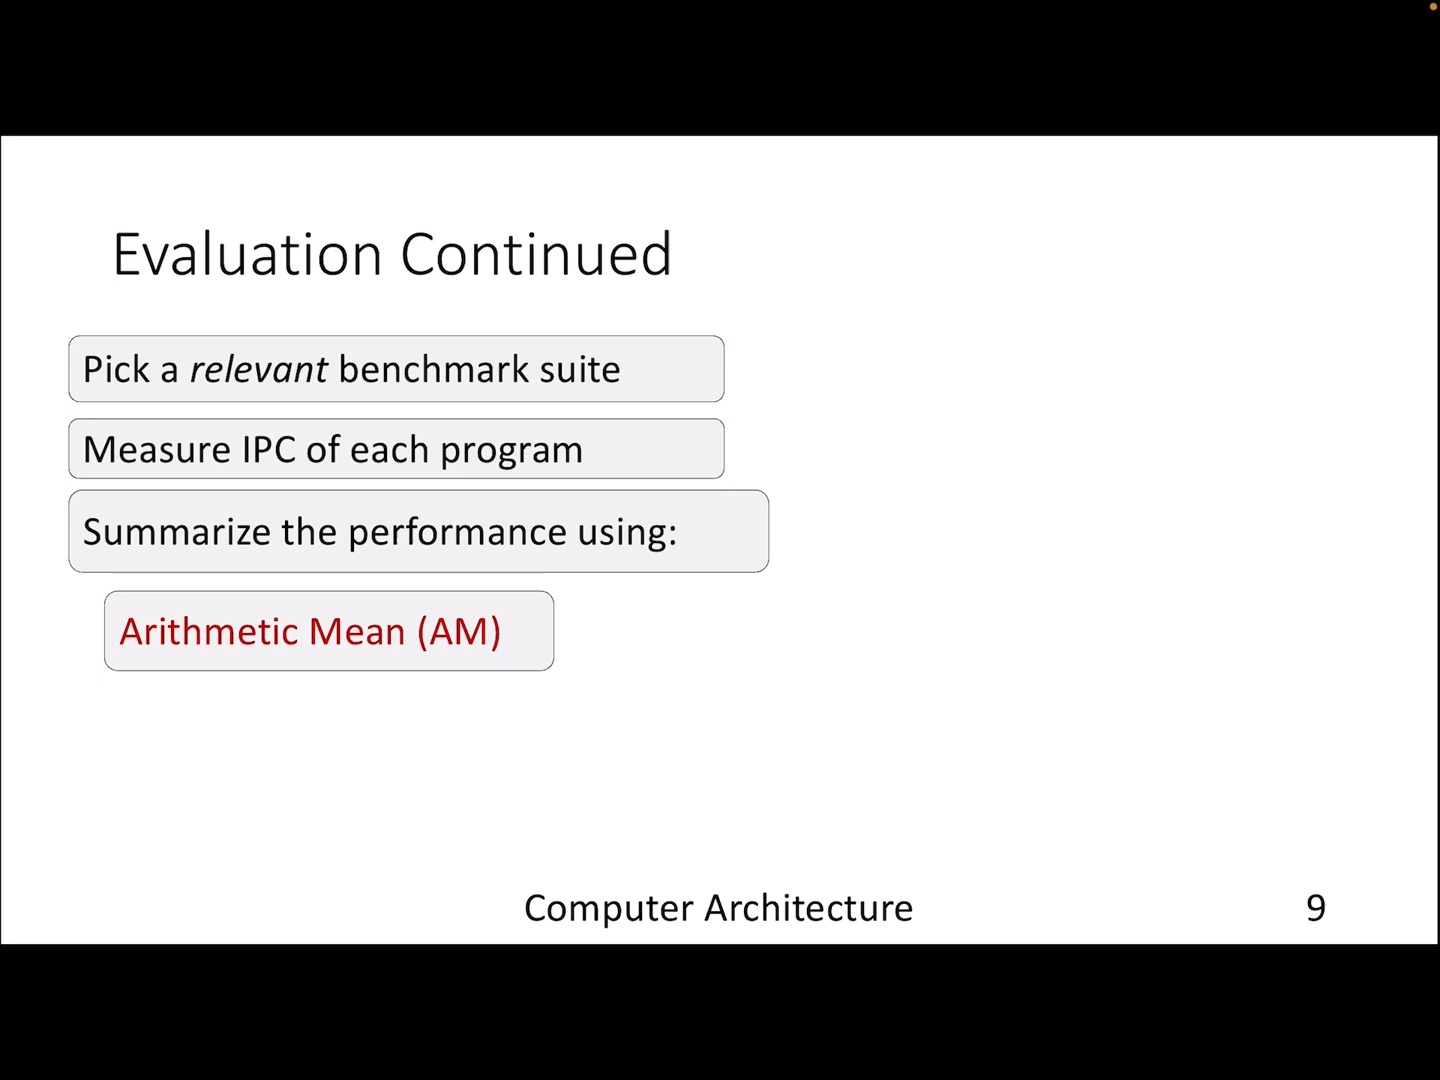 Evaluation Continued
Pick a relevant benchmark suite
Measure IPC of each program
Summarize the performance using:
Arithmetic Mean (AM)
Computer Architecture
9